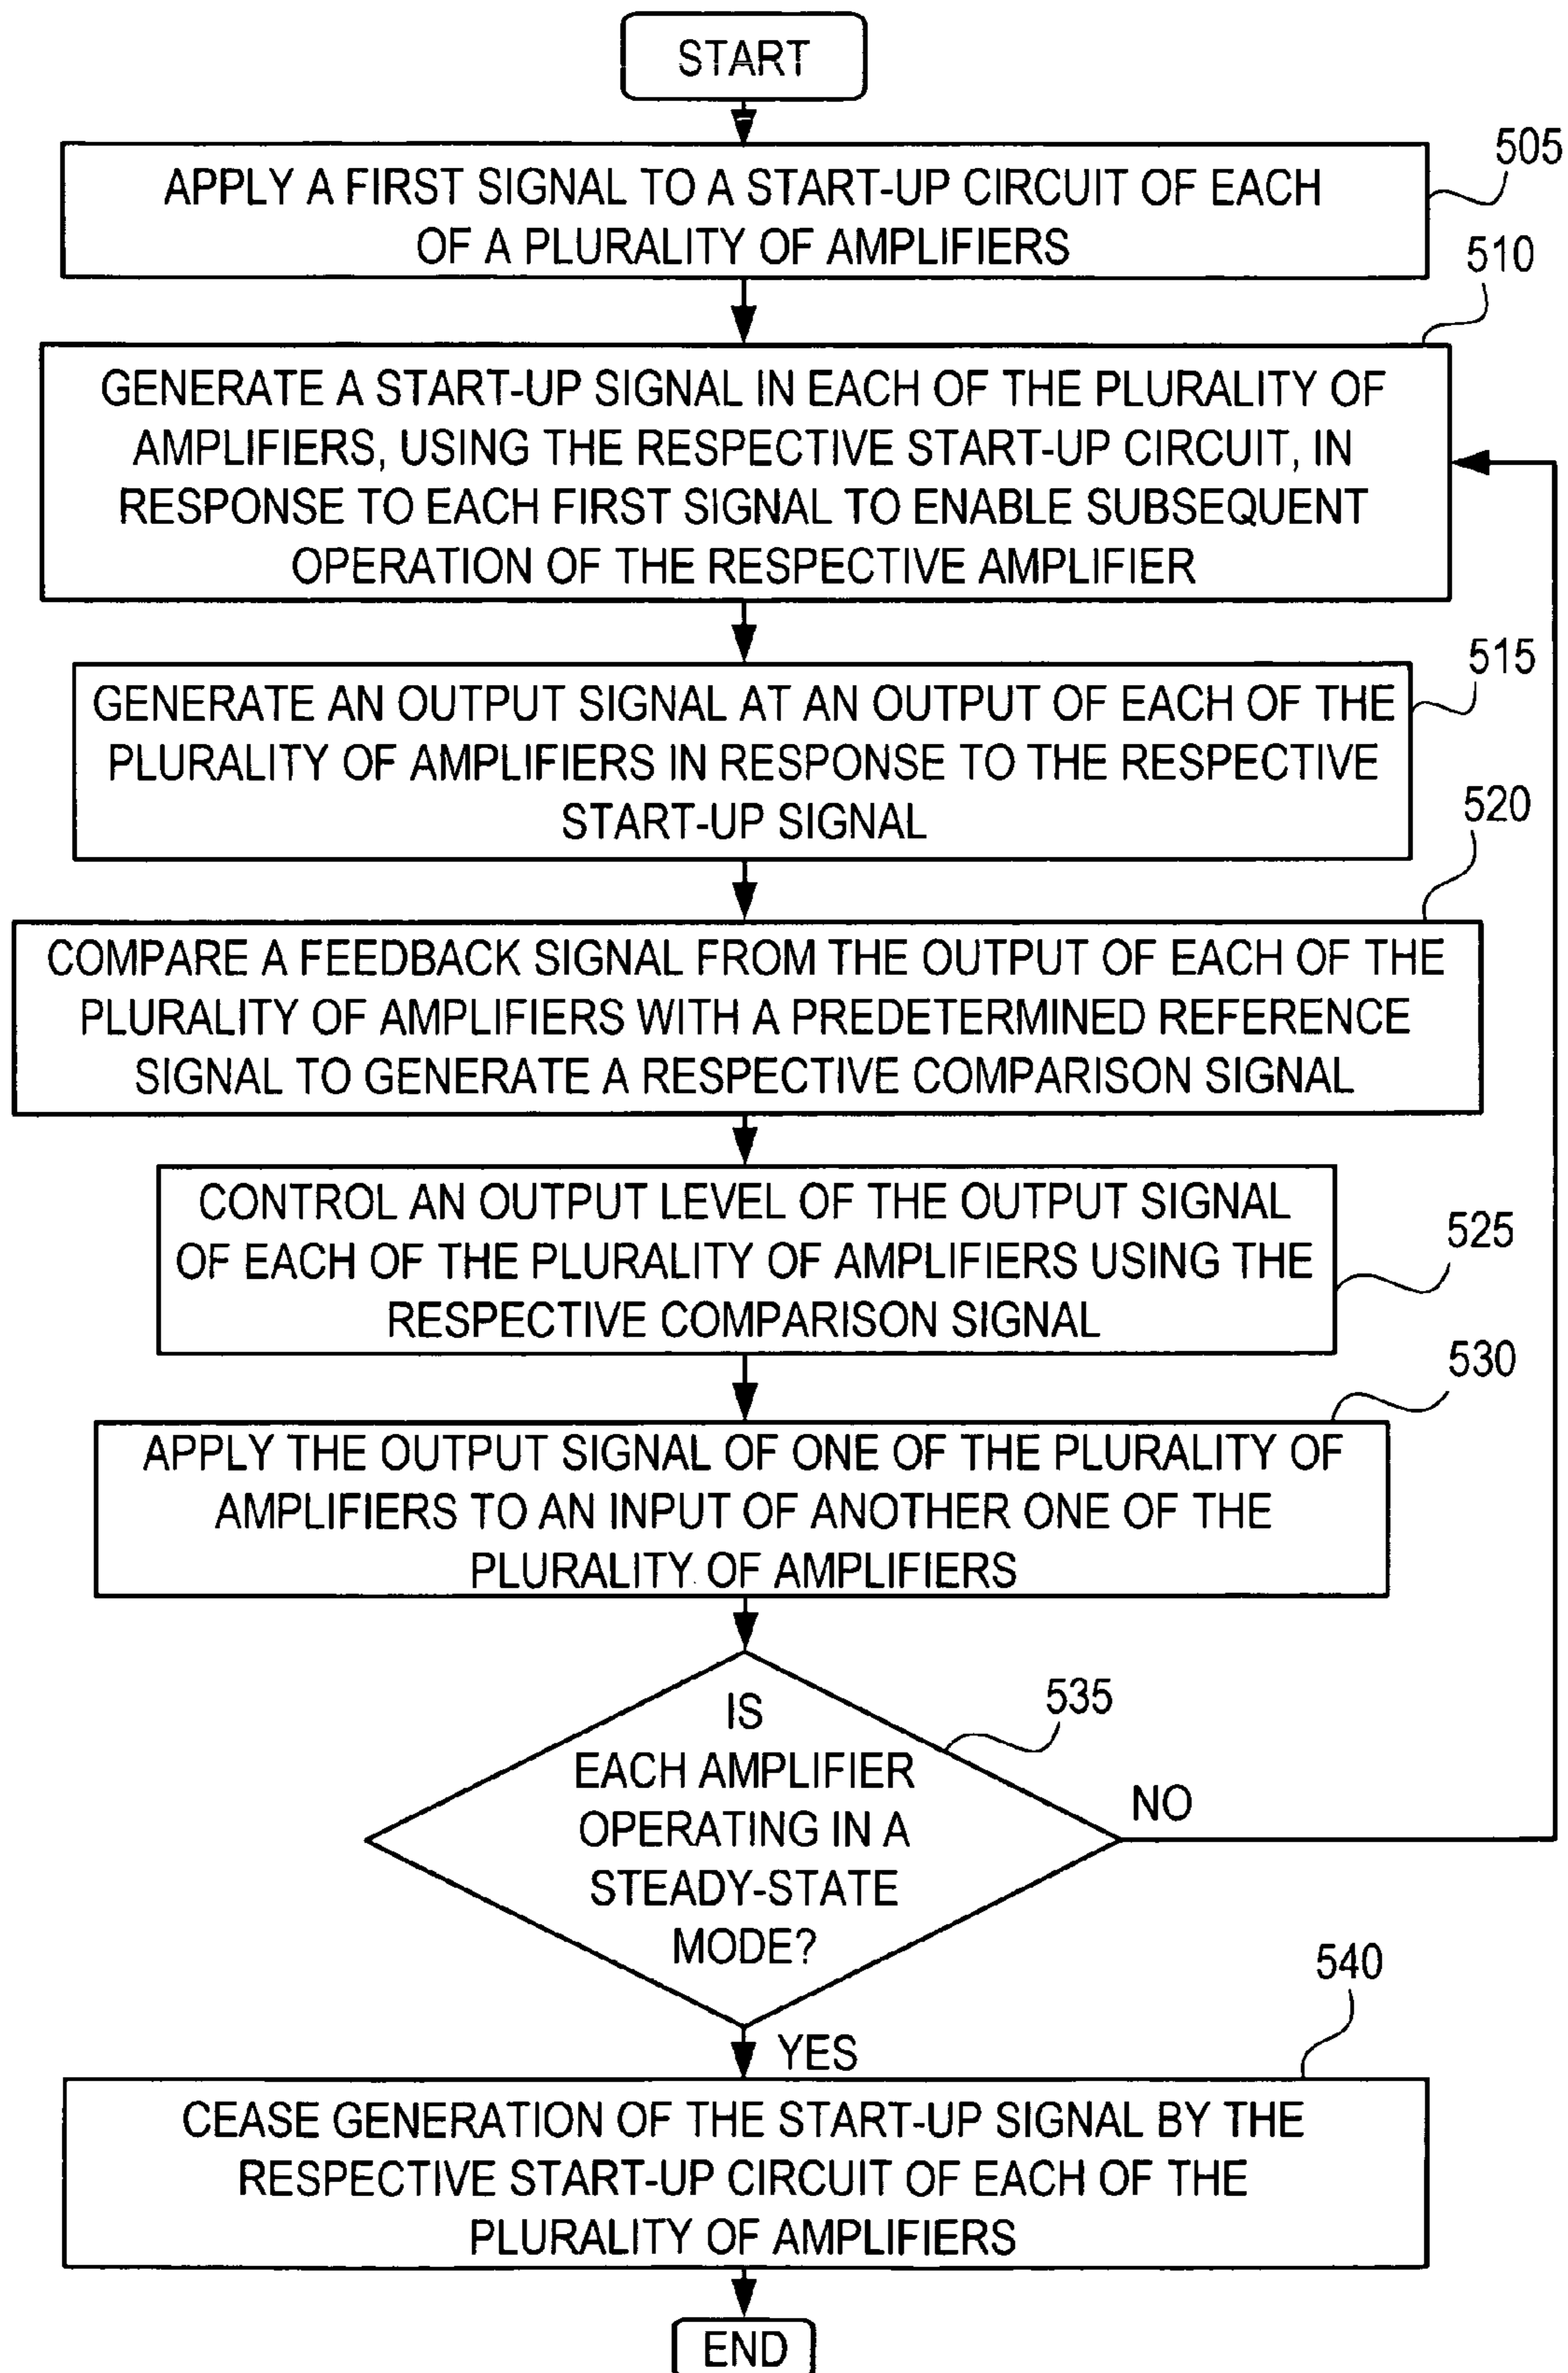 START
505
APPLY A FIRST SIGNAL TO A START-UP CIRCUIT OF EACH
OF A PLURALITY OF AMPLIFIERS
510
GENERATE A START-UP SIGNAL IN EACH OF THE PLURALITY OF
AMPLIFIERS, USING THE RESPECTIVE START-UP CIRCUIT, IN
RESPONSE TO EACH FIRST SIGNAL TO ENABLE SUBSEQUENT
OPERATION OF THE RESPECTIVE AMPLIFIER
515
GENERATE AN OUTPUT SIGNAL AT AN OUTPUT OF EACH OF THE
PLURALITY OF AMPLIFIERS IN RESPONSE TO THE RESPECTIVE
START-UP SIGNAL
520
COMPARE A FEEDBACK SIGNAL FROM THE OUTPUT OF EACH OF THE
PLURALITY OF AMPLIFIERS WITH A PREDETERMINED REFERENCE
SIGNAL TO GENERATE A RESPECTIVE COMPARISON SIGNAL
CONTROL AN OUTPUT LEVEL OF THE OUTPUT SIGNAL
OF EACH OF THE PLURALITY OF AMPLIFIERS USING THE
RESPECTIVE COMPARISON SIGNAL
525
530
APPLY THE OUTPUT SIGNAL OF ONE OF THE PLURALITY OF
AMPLIFIERS TO AN INPUT OF ANOTHER ONE OF THE
PLURALITY OF AMPLIFIERS
535
IS
EACH AMPLIFIER
OPERATING IN A
STEADY-STATE
MODE?
NO
YES
540
CEASE GENERATION OF THE START-UP SIGNAL BY THE
RESPECTIVE START-UP CIRCUIT OF EACH OF THE
PLURALITY OF AMPLIFIERS
END